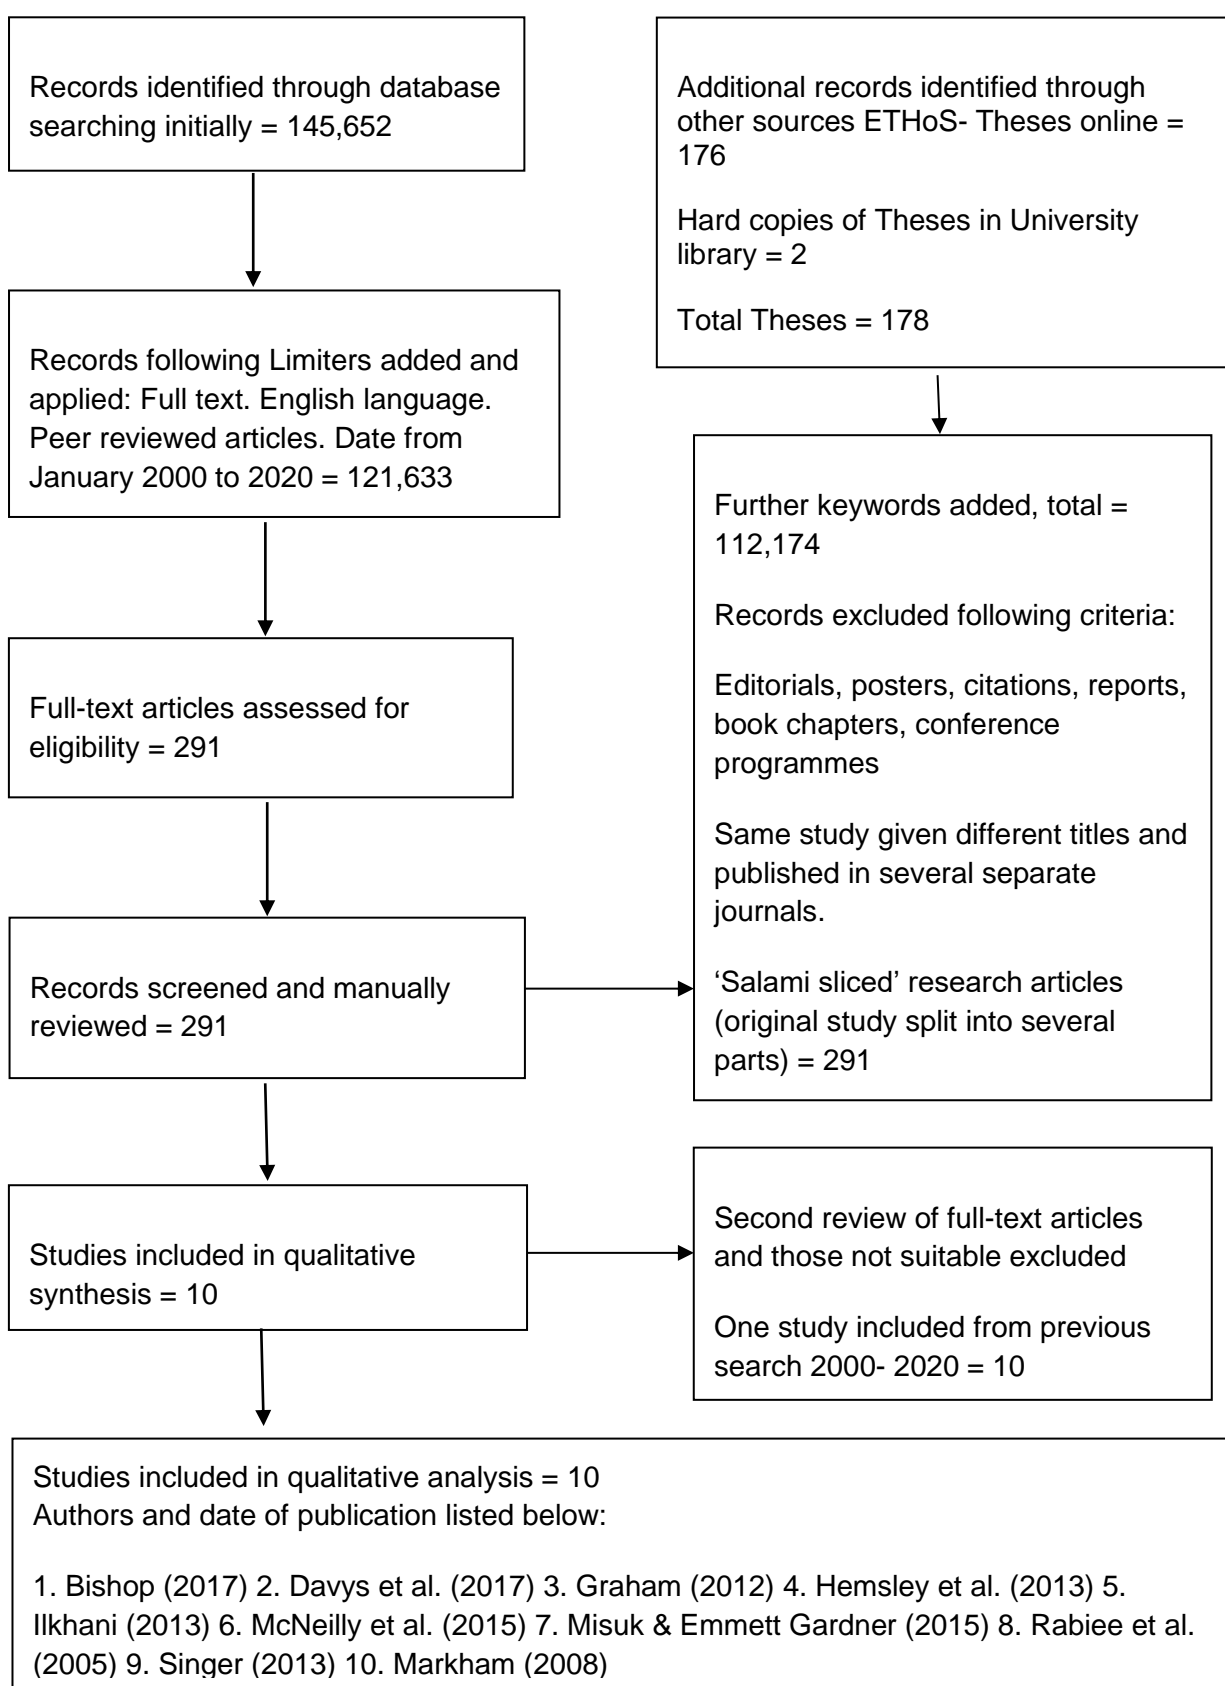 Records identified through database
searching initially = 145,652
Additional records identified through
other sources ETHoS- Theses online =
176
Hard copies of Theses in University
library = 2
Total Theses = 178
Records following Limiters added and
applied: Full text. English language.
Peer reviewed articles. Date from
January 2000 to 2020 = 121,633
Further keywords added, total =
112,174
Records excluded following criteria:
Editorials, posters, citations, reports,
book chapters, conference
programmes
Same study given different titles and
published in several separate
journals.
‘Salami sliced’ research articles
(original study split into several
parts) = 291
Full-text articles assessed for
eligibility = 291
Records screened and manually
reviewed = 291
Studies included in qualitative
synthesis = 10
Second review of full-text articles
and those not suitable excluded
One study included from previous
search 2000- 2020 = 10
Studies included in qualitative analysis = 10
Authors and date of publication listed below:
1. Bishop (2017) 2. Davys et al. (2017) 3. Graham (2012) 4. Hemsley et al. (2013) 5.
Ilkhani (2013) 6. McNeilly et al. (2015) 7. Misuk & Emmett Gardner (2015) 8. Rabiee et al.
(2005) 9. Singer (2013) 10. Markham (2008)